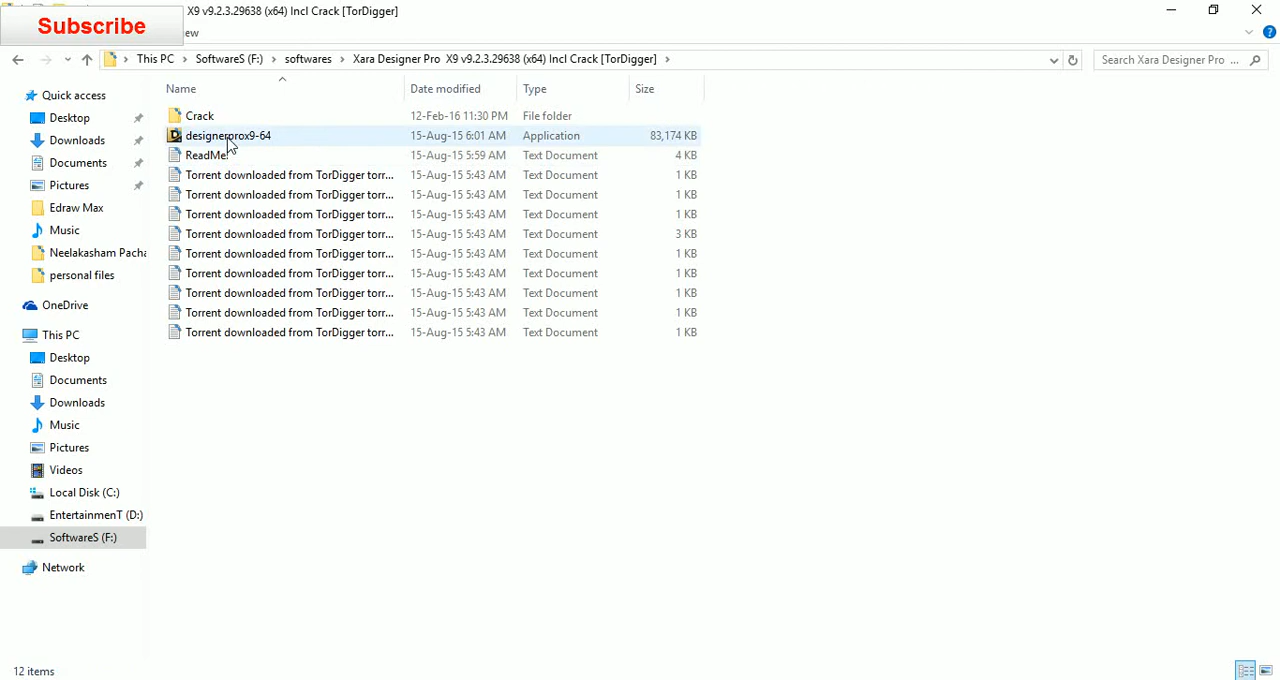 Subscribe
X9 v9.2.3.29638 (x64) Incl Crack [TorDigger]
ew
This PC > SoftwareS (F:) > softwares > Xara Designer Pro X9 v9.2.3.29638 (x64) Incl Crack [TorDigger] >
Search Xara Designer Pro ...
Name Date modified Type Size
Crack 12-Feb-16 11:30 PM File folder
designerprox9-64 15-Aug-15 6:01 AM Application 83,174 KB
ReadMe! 15-Aug-15 5:59 AM Text Document 4 KB
Torrent downloaded from TorDigger torr... 15-Aug-15 5:43 AM Text Document 1 KB
Torrent downloaded from TorDigger torr... 15-Aug-15 5:43 AM Text Document 1 KB
Torrent downloaded from TorDigger torr... 15-Aug-15 5:43 AM Text Document 1 KB
Torrent downloaded from TorDigger torr... 15-Aug-15 5:43 AM Text Document 3 KB
Torrent downloaded from TorDigger torr... 15-Aug-15 5:43 AM Text Document 1 KB
Torrent downloaded from TorDigger torr... 15-Aug-15 5:43 AM Text Document 1 KB
Torrent downloaded from TorDigger torr... 15-Aug-15 5:43 AM Text Document 1 KB
Torrent downloaded from TorDigger torr... 15-Aug-15 5:43 AM Text Document 1 KB
Torrent downloaded from TorDigger torr... 15-Aug-15 5:43 AM Text Document 1 KB
Quick access
Desktop
Downloads
Documents
Pictures
Edraw Max
Music
Neelakasham Pacha
personal files
OneDrive
This PC
Desktop
Documents
Downloads
Music
Pictures
Videos
Local Disk (C:)
EntertainmenT (D:)
SoftwareS (F:)
Network
12 items